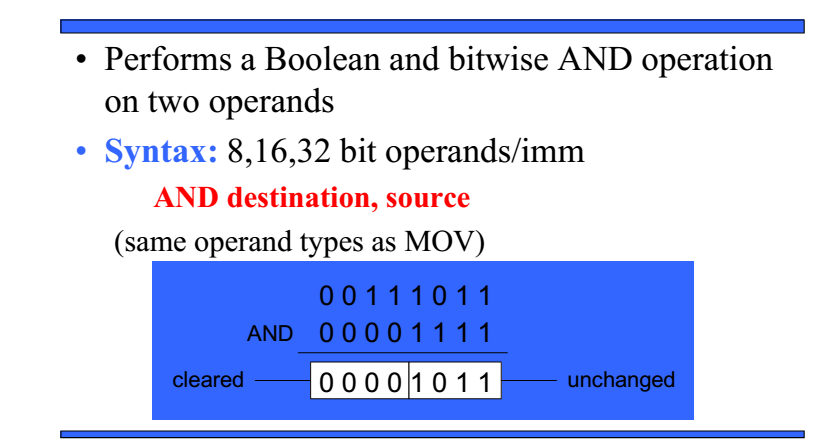 • Performs a Boolean and bitwise AND operation
on two operands
• Syntax: 8,16,32 bit operands/imm
AND destination, source
(same operand types as MOV)
0 0 1 1 1 0 1 1
AND 0 0 0 0 1 1 1 1
cleared 0 0 0 0 1 0 1 1 unchanged